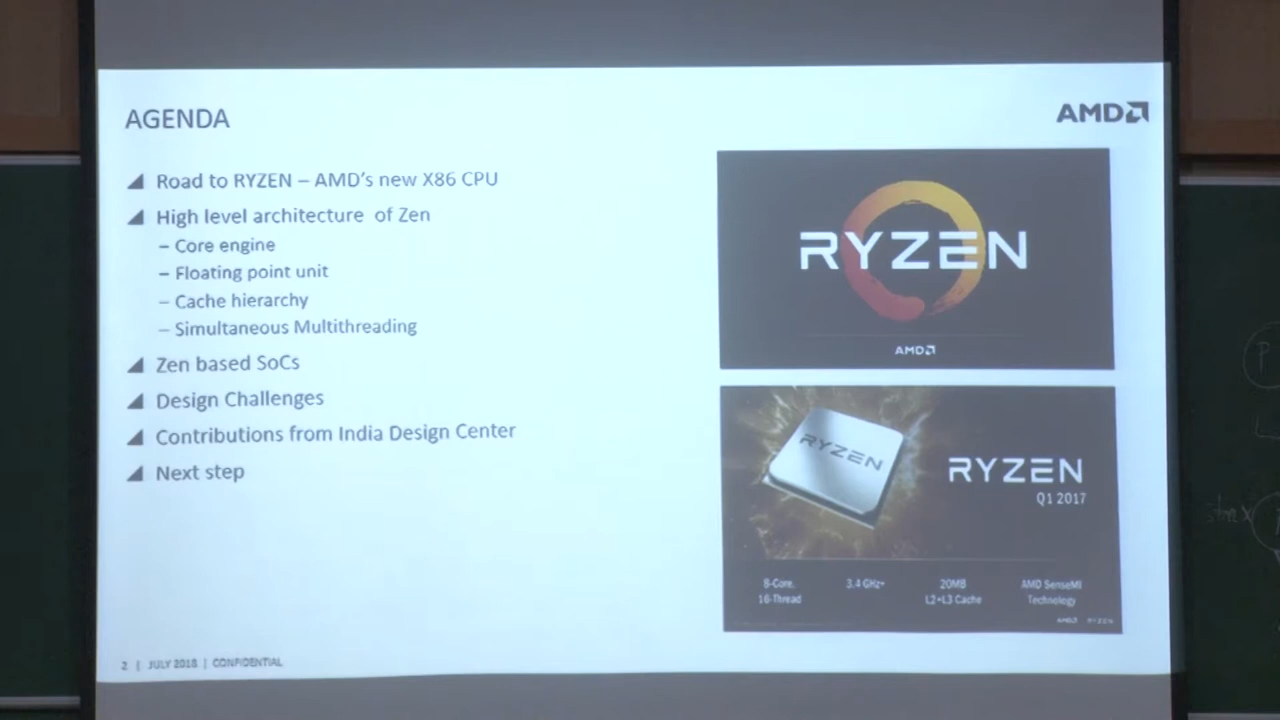 AGENDA
AMD
Road to RYZEN – AMD's new X86 CPU
High level architecture of Zen
– Core engine
– Floating point unit
– Cache hierarchy
– Simultaneous Multithreading
Zen based SoCs
Design Challenges
Contributions from India Design Center
Next step
RYZEN
AMD
RYZEN
RYZEN
Q1 2017
8-Core,
16-Thread
3.4 GHz+
20MB
L2+L3 Cache
AMD SenseMI
Technology
AMD RYZEN
2 | JULY 2018 | CONFIDENTIAL